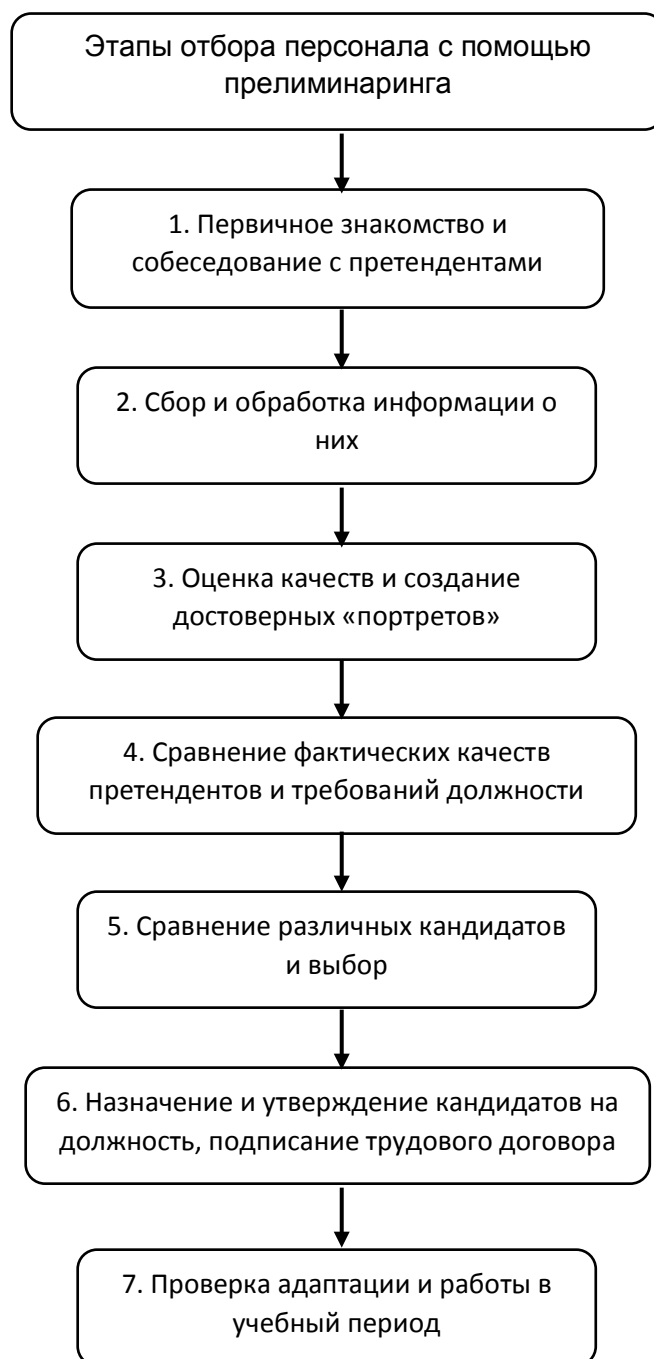 Этапы отбора персонала с помощью
прелиминаринга
1. Первичное знакомство и
собеседование с претендентами
2. Сбор и обработка информации о
них
3. Оценка качеств и создание
достоверных «портретов»
4. Сравнение фактических качеств
претендентов и требований должности
5. Сравнение различных кандидатов
и выбор
6. Назначение и утверждение кандидатов на
должность, подписание трудового договора
7. Проверка адаптации и работы в
учебный период